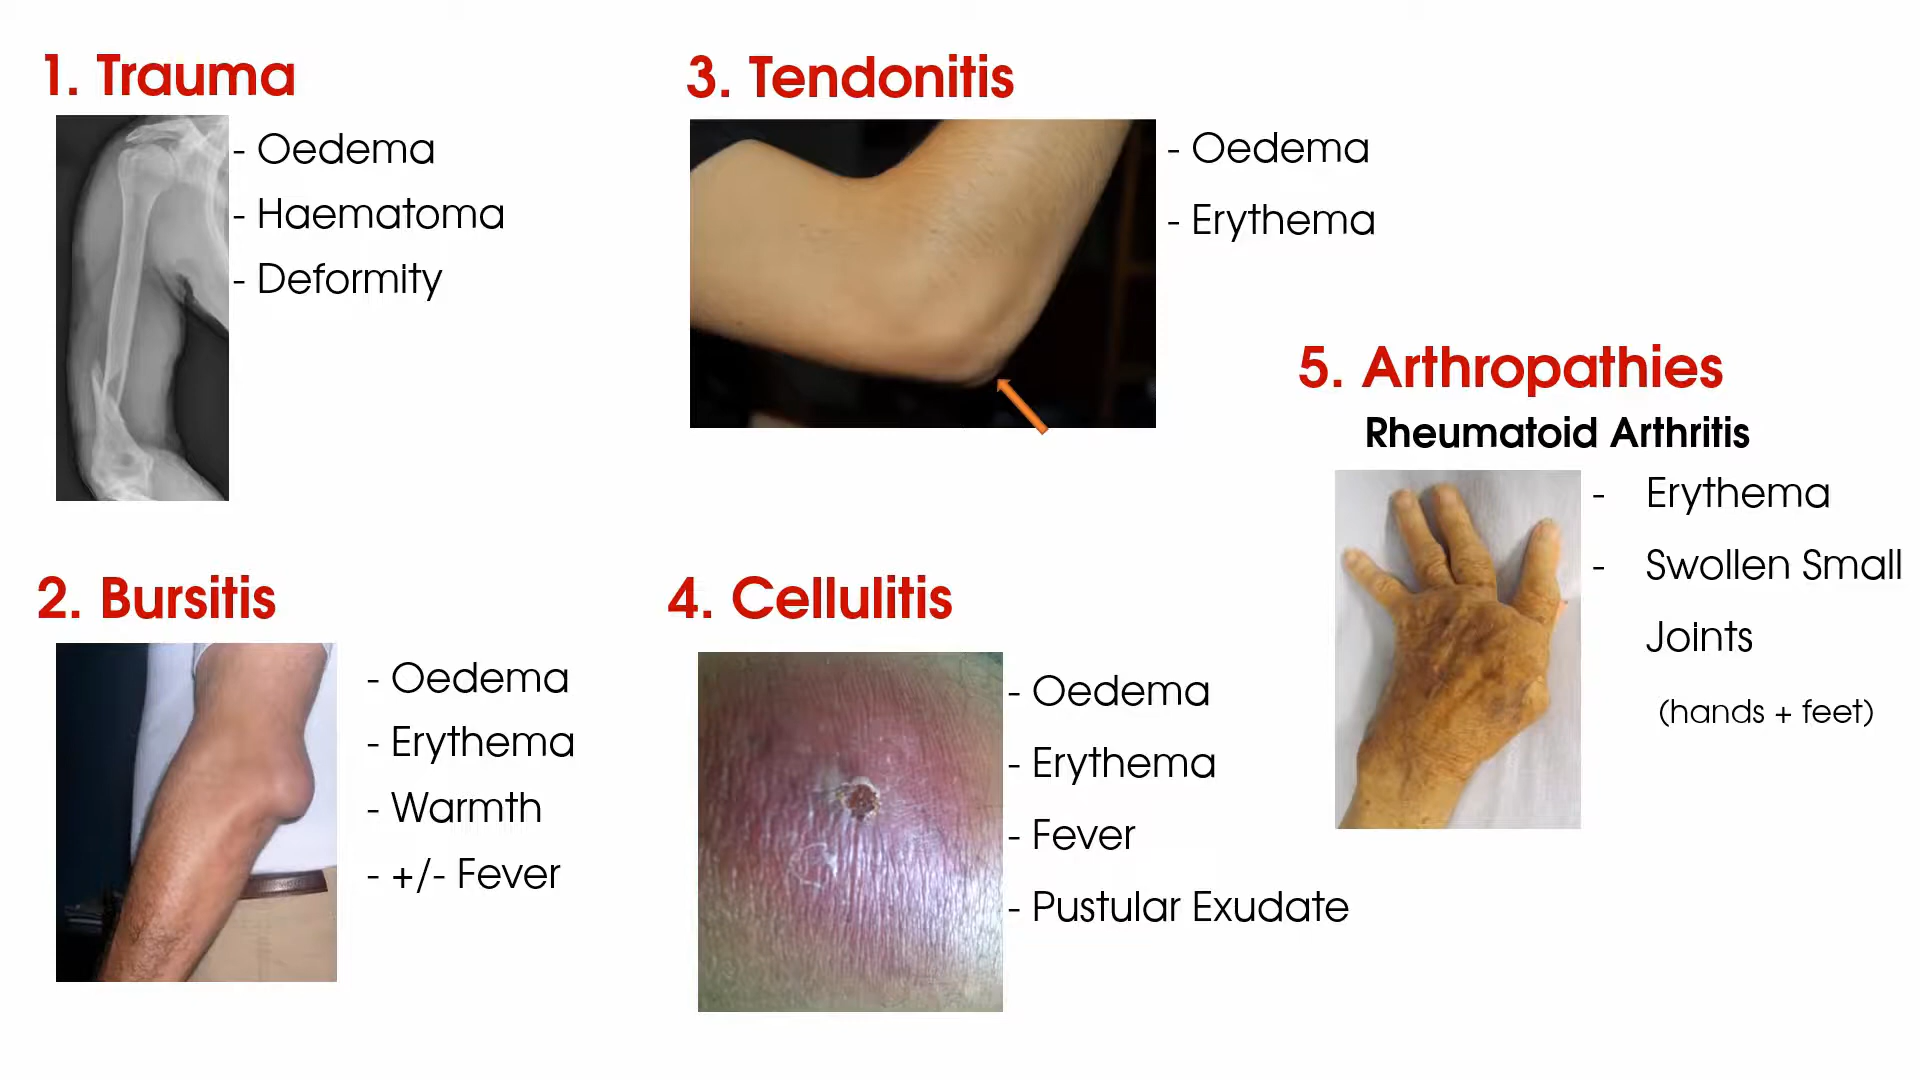 1. Trauma
- Oedema
- Haematoma
- Deformity
2. Bursitis
- Oedema
- Erythema
- Warmth
- +/- Fever
3. Tendonitis
- Oedema
- Erythema
4. Cellulitis
- Oedema
- Erythema
- Fever
- Pustular Exudate
5. Arthropathies
Rheumatoid Arthritis
- Erythema
- Swollen Small
Joints
(hands + feet)